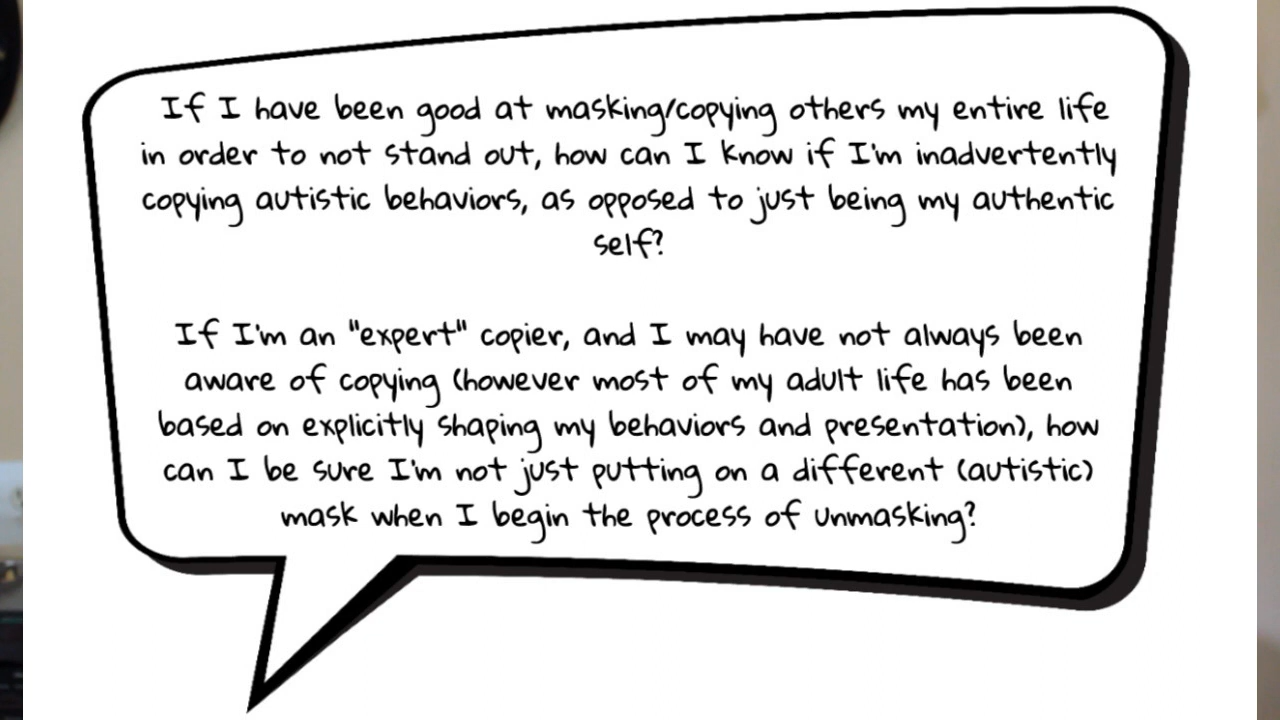 If I have been good at masking/copying others my entire life
in order to not stand out, how can I know if I'm inadvertently
copying autistic behaviors, as opposed to just being my authentic
self?
If I'm an "expert" copier, and I may have not always been
aware of copying (however most of my adult life has been
based on explicitly shaping my behaviors and presentation), how
can I be sure I'm not just putting on a different (autistic)
mask when I begin the process of unmasking?